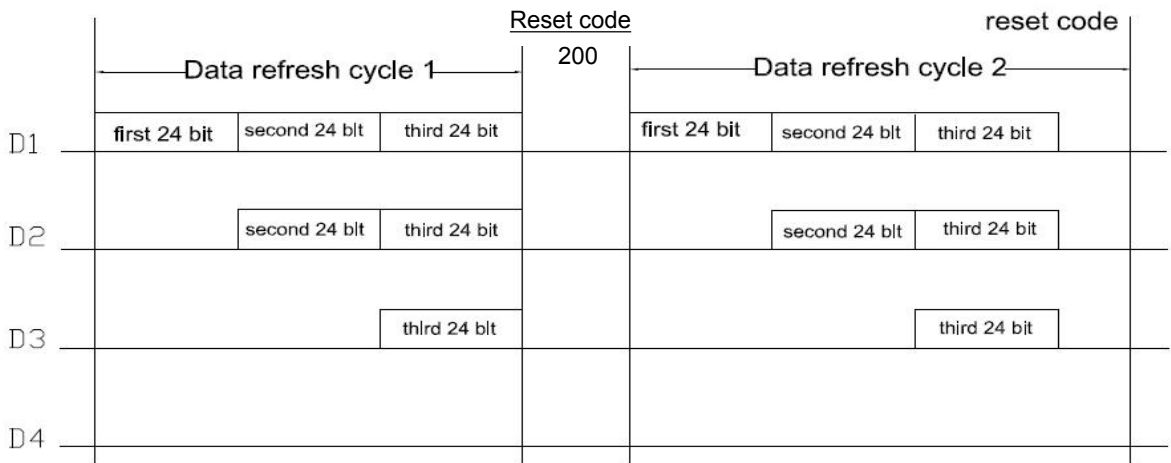 Reset code
200
reset code
Data refresh cycle 1
Data refresh cycle 2
D1
first 24 bit
second 24 blt
third 24 bit
first 24 bit
second 24 blt
third 24 bit
D2
second 24 blt
third 24 bit
second 24 blt
third 24 bit
D3
thlrd 24 blt
third 24 bit
D4